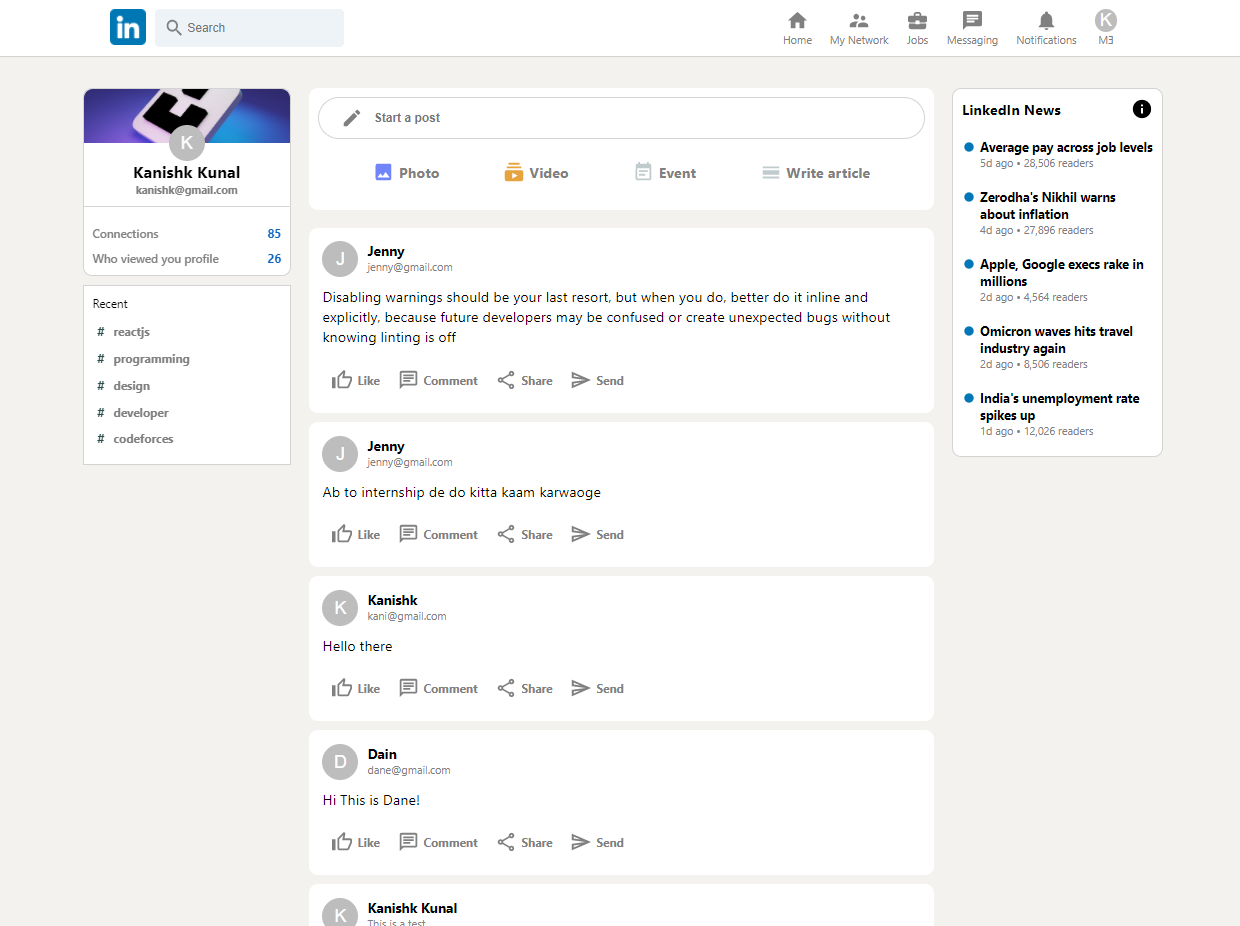 in
Search
Home
My Network
Jobs
Messaging
Notifications
K
M3
K
Kanishk Kunal
kanishk@gmail.com
Connections 85
Who viewed you profile 26
Recent
# reactjs
# programming
# design
# developer
# codeforces
Start a post
Photo
Video
Event
Write article
J
Jenny
jenny@gmail.com
Disabling warnings should be your last resort, but when you do, better do it inline and
explicitly, because future developers may be confused or create unexpected bugs without
knowing linting is off
Like Comment Share Send
J
Jenny
jenny@gmail.com
Ab to internship de do kitta kaam karwaoge
Like Comment Share Send
K
Kanishk
kani@gmail.com
Hello there
Like Comment Share Send
D
Dain
dane@gmail.com
Hi This is Dane!
Like Comment Share Send
K
Kanishk Kunal
This is a test
LinkedIn News
Average pay across job levels
5d ago • 28,506 readers
Zerodha's Nikhil warns
about inflation
4d ago • 27,896 readers
Apple, Google execs rake in
millions
2d ago • 4,564 readers
Omicron waves hits travel
industry again
2d ago • 8,506 readers
India's unemployment rate
spikes up
1d ago • 12,026 readers